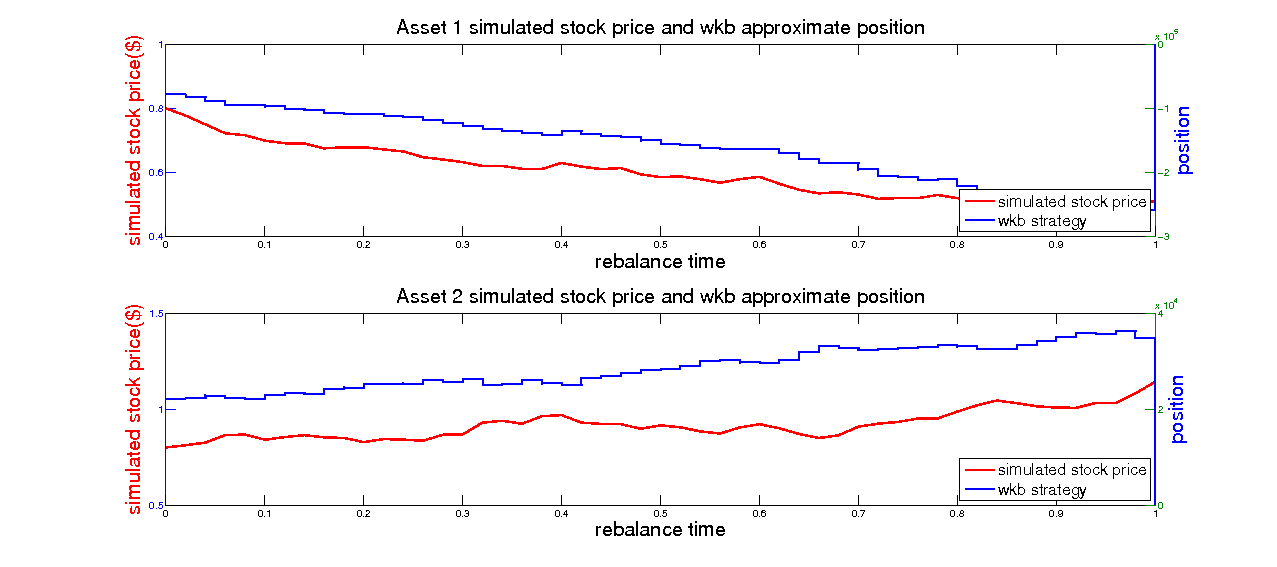 Asset 1 simulated stock price and wkb approximate position
simulated stock price($)
1
0.8
0.6
0.4
x 10^5
0
-1
-2
-3
position
simulated stock price
wkb strategy
0 0.1 0.2 0.3 0.4 0.5 0.6 0.7 0.8 0.9 1
rebalance time
Asset 2 simulated stock price and wkb approximate position
simulated stock price($)
1.5
1
0.5
x 10^4
4
2
0
position
simulated stock price
wkb strategy
0 0.1 0.2 0.3 0.4 0.5 0.6 0.7 0.8 0.9 1
rebalance time